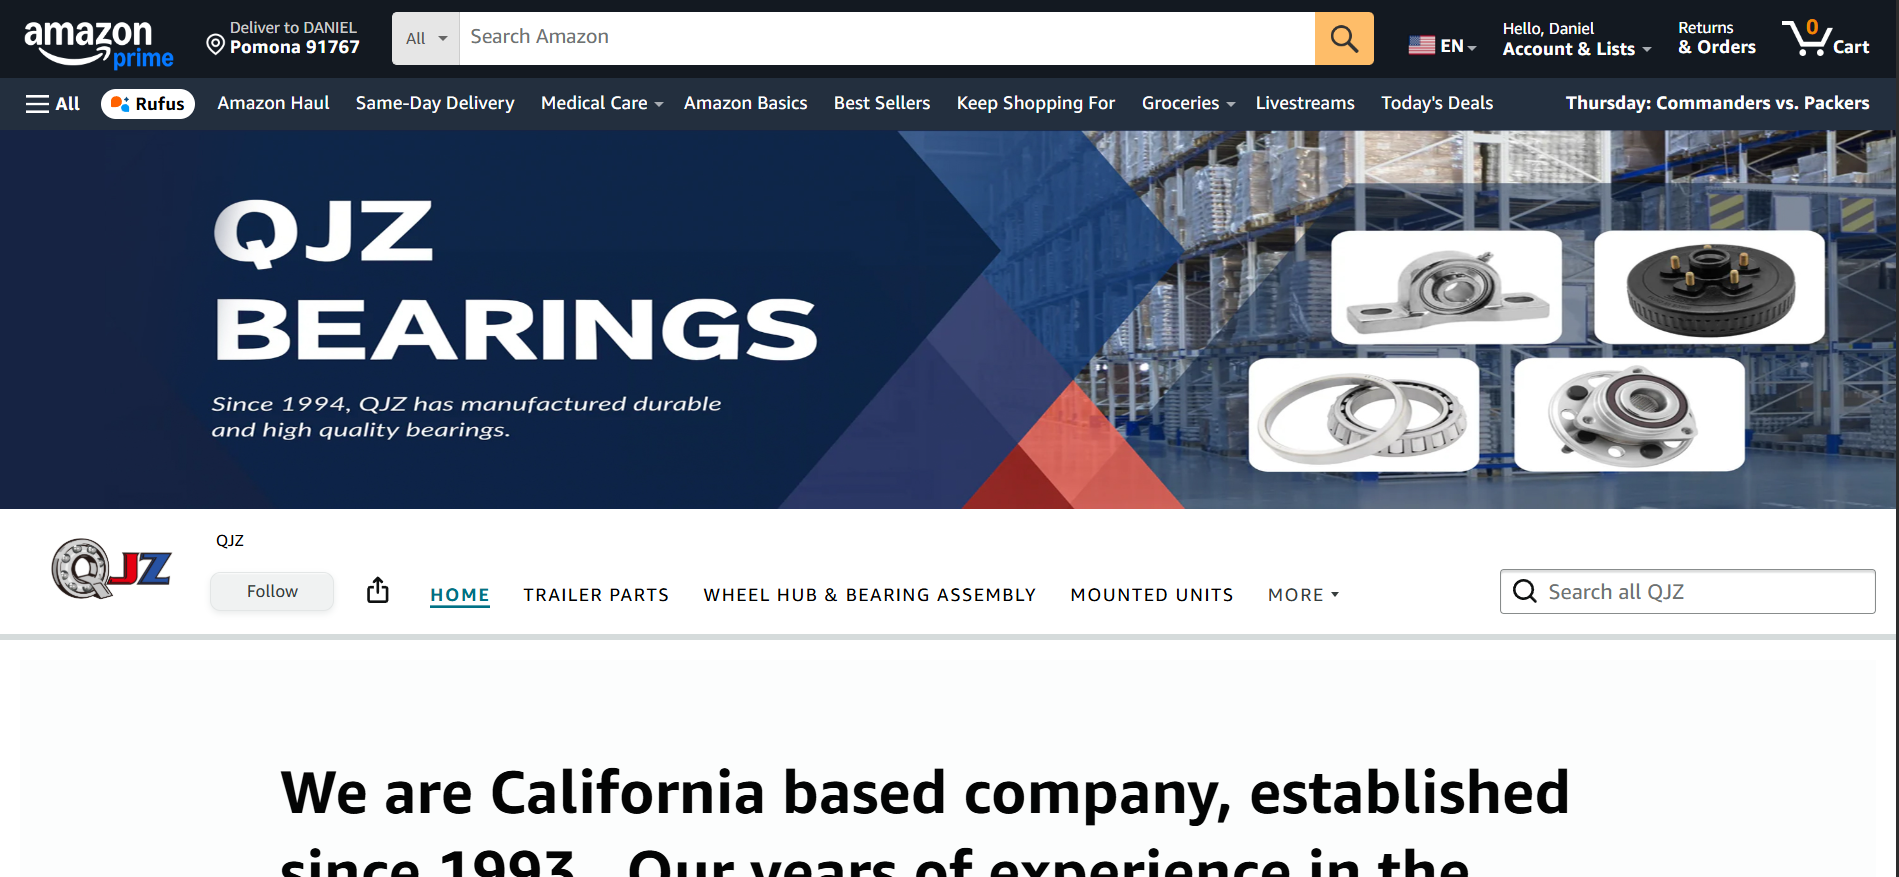 amazon
prime
Deliver to DANIEL
Pomona 91767
All
Search Amazon
EN
Hello, Daniel
Account & Lists
Returns
& Orders
0
Cart
All
Rufus
Amazon Haul
Same-Day Delivery
Medical Care
Amazon Basics
Best Sellers
Keep Shopping For
Groceries
Livestreams
Today's Deals
Thursday: Commanders vs. Packers
QJZ
BEARINGS
Since 1994, QJZ has manufactured durable
and high quality bearings.
QJZ
QJZ
Follow
HOME
TRAILER PARTS
WHEEL HUB & BEARING ASSEMBLY
MOUNTED UNITS
MORE
Search all QJZ
We are California based company, established
since 1993. Our years of experience in the